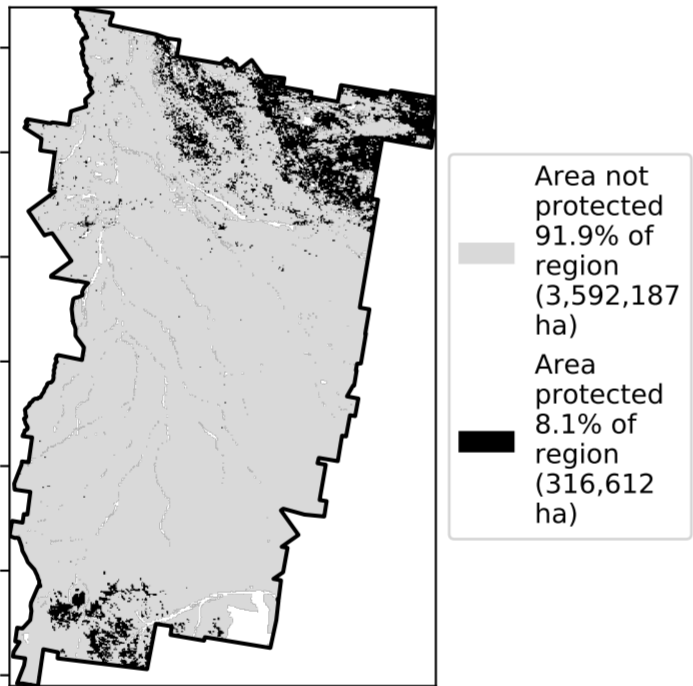 Area not
protected
91.9% of
region
(3,592,187
ha)
Area
protected
8.1% of
region
(316,612
ha)